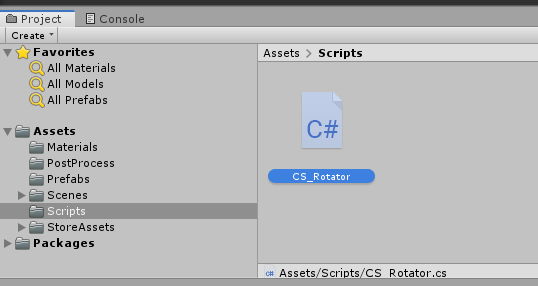 Project
Console
Create
Favorites
All Materials
All Models
All Prefabs
Assets
Materials
PostProcess
Prefabs
Scenes
Scripts
StoreAssets
Packages
Assets > Scripts
C#
CS_Rotator
C# Assets/Scripts/CS_Rotator.cs